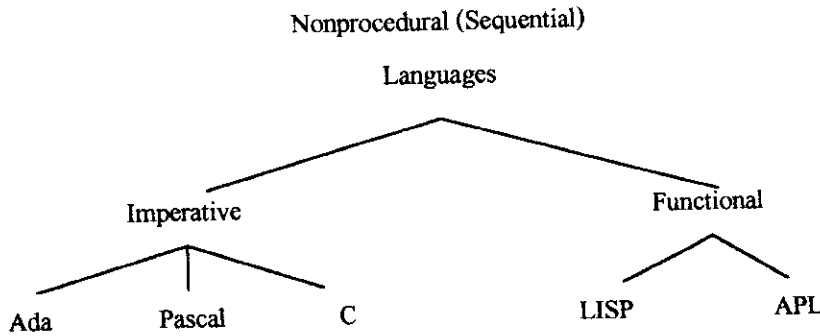 Nonprocedural (Sequential)
Languages
Imperative
Functional
Ada
Pascal
C
LISP
APL